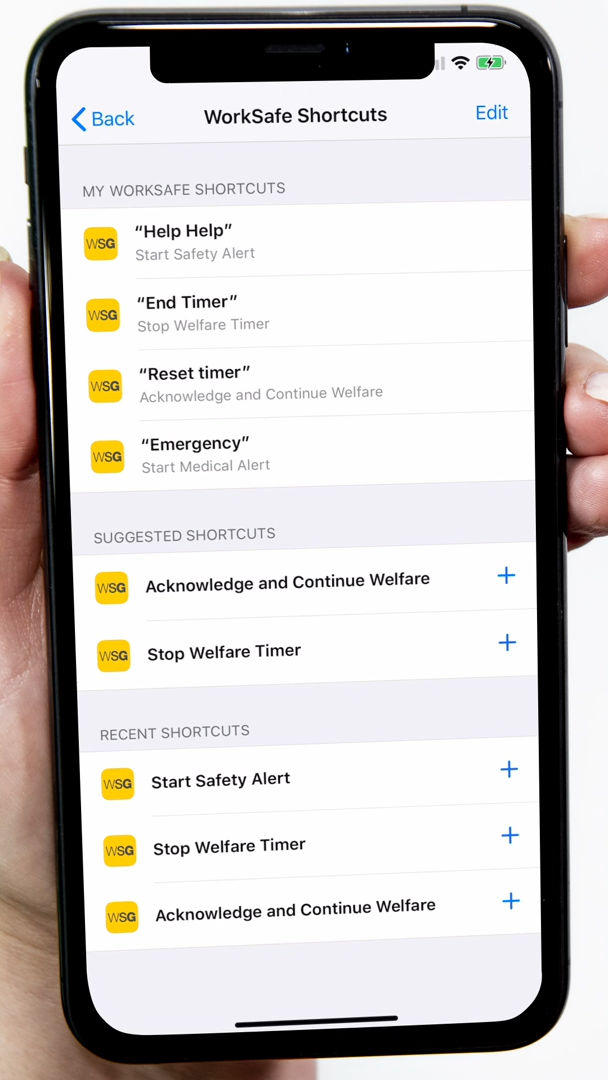 Back
WorkSafe Shortcuts
Edit
MY WORKSAFE SHORTCUTS
WSG
“Help Help”
Start Safety Alert
WSG
“End Timer”
Stop Welfare Timer
WSG
“Reset timer”
Acknowledge and Continue Welfare
WSG
“Emergency”
Start Medical Alert
SUGGESTED SHORTCUTS
WSG
Acknowledge and Continue Welfare
+
WSG
Stop Welfare Timer
+
RECENT SHORTCUTS
WSG
Start Safety Alert
+
WSG
Stop Welfare Timer
+
WSG
Acknowledge and Continue Welfare
+